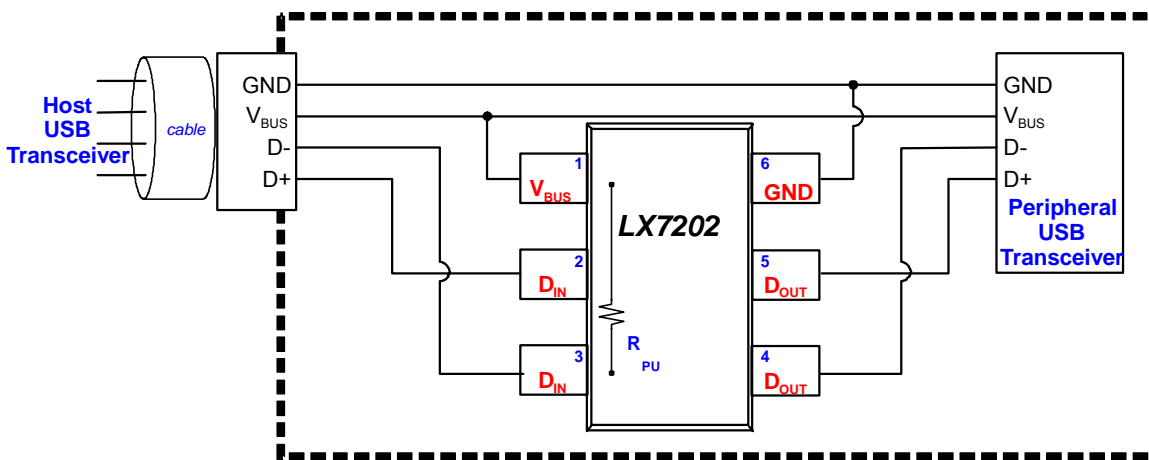 Host
USB
Transceiver
cable
GND
VBUS
D-
D+
1
VBUS
2
DIN
3
DIN
LX7202
R
PU
6
GND
5
DOUT
4
DOUT
GND
VBUS
D-
D+
Peripheral
USB
Transceiver